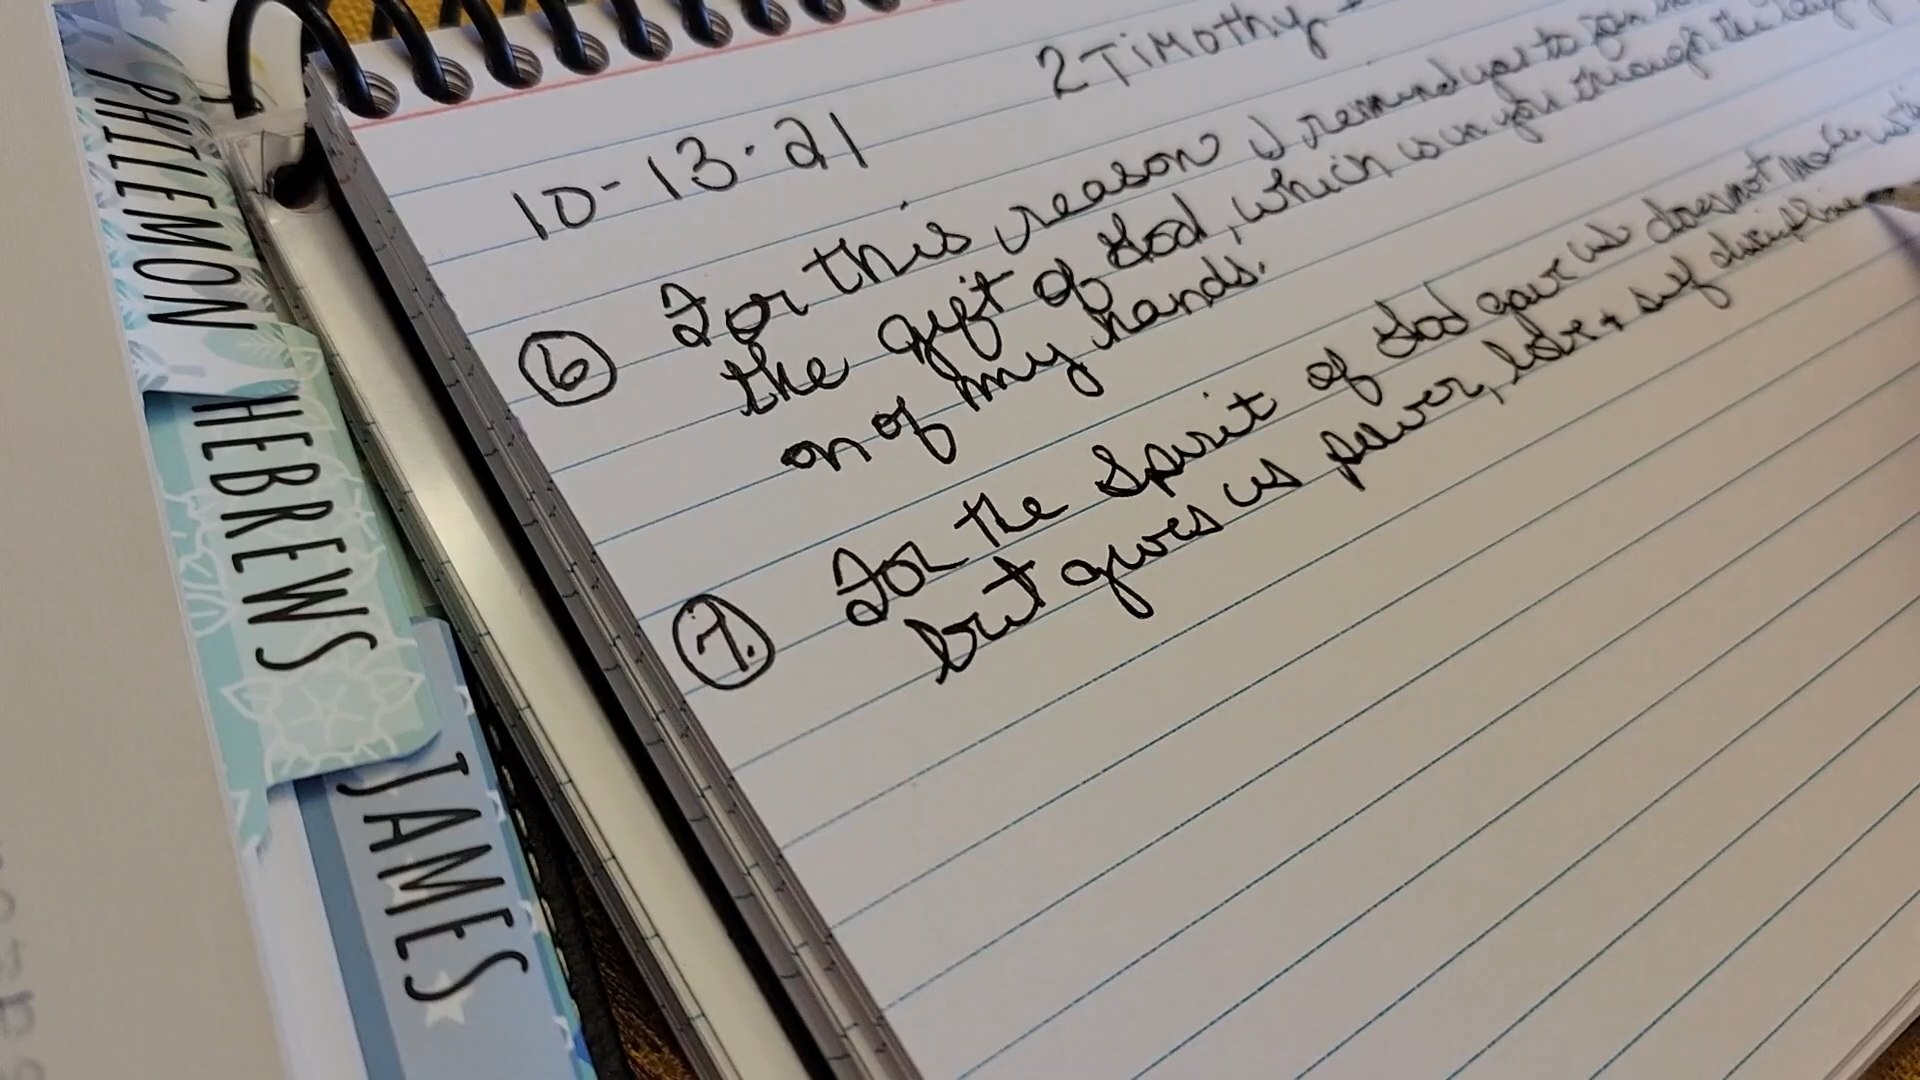 PHILEMON
HEBREWS
JAMES
10-13-21
2 TiMothy
6 For this reason I remind you to
the gift of God, which is in you through the
on of my hands.
7. For the Spirit of God gave us does not make
but gives us power, love + self discipline